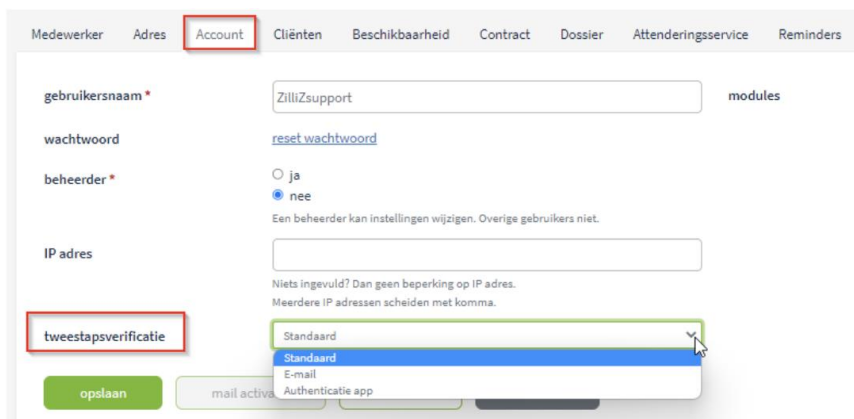 Medewerker Adres Account Cliënten Beschikbaarheid Contract Dossier Attenderingsservice Reminders
gebruikersnaam * ZilliZsupport modules
wachtwoord reset wachtwoord
beheerder * ja
nee
Een beheerder kan instellingen wijzigen. Overige gebruikers niet.
IP adres
Niets ingevuld? Dan geen beperking op IP adres.
Meerdere IP adressen scheiden met komma.
tweestapsverificatie Standaard
Standaard
E-mail
Authenticatie app
opslaan mail activa